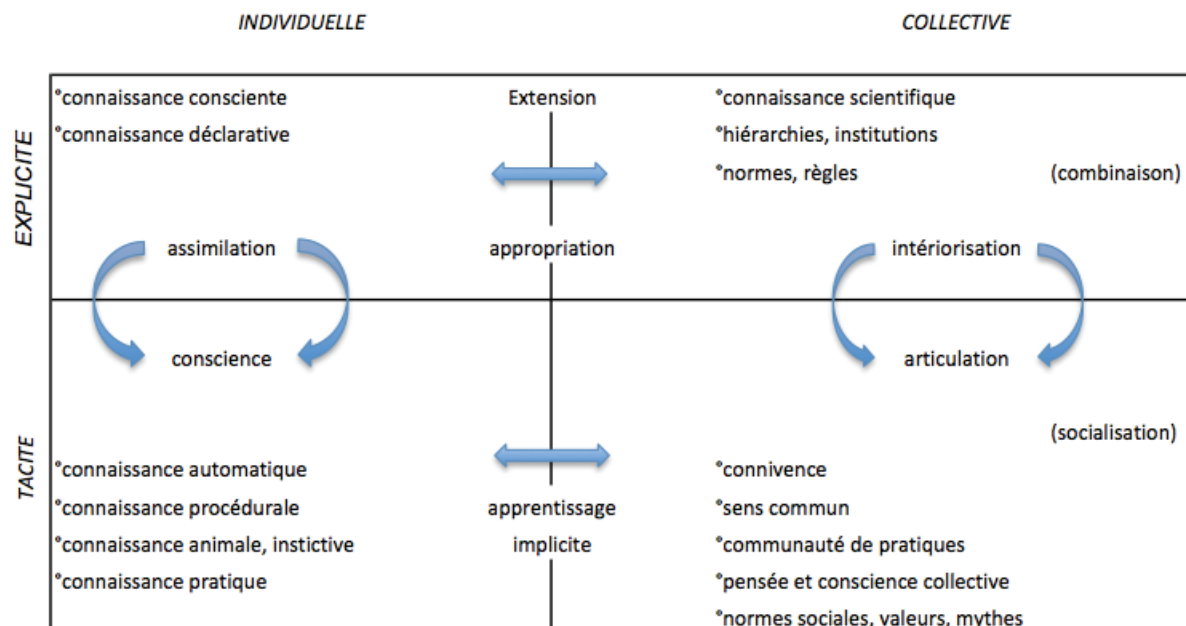 INDIVIDUELLE
COLLECTIVE
EXPLICITE
°connaissance consciente
°connaissance déclarative
Extension
°connaissance scientifique
°hiérarchies, institutions
°normes, règles
(combinaison)
assimilation
appropriation
intériorisation
conscience
articulation
TACITE
(socialisation)
°connaissance automatique
°connaissance procédurale
°connaissance animale, instictive
°connaissance pratique
apprentissage
implicite
°connivence
°sens commun
°communauté de pratiques
°pensée et conscience collective
°normes sociales, valeurs, mythes